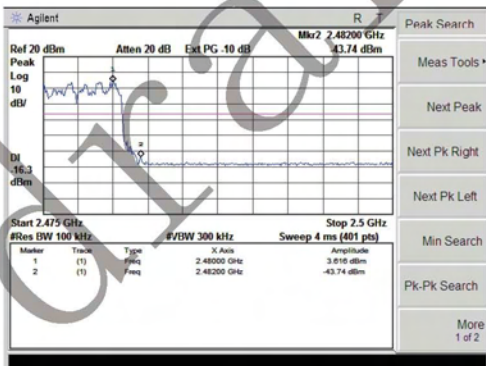 Agilent R T
Mkr2 2.48200 GHz
Ref 20 dBm Atten 20 dB Ext PG -10 dB -43.74 dBm
Peak
Log
10
dB/
1
2
DI
-16.3
dBm
Start 2.475 GHz Stop 2.5 GHz
#Res BW 100 kHz #VBW 300 kHz Sweep 4 ms (401 pts)
Marker Trace Type X Axis Amplitude
1 (1) Freq 2.48000 GHz 3.616 dBm
2 (1) Freq 2.48200 GHz -43.74 dBm
Peak Search
Meas Tools
Next Peak
Next Pk Right
Next Pk Left
Min Search
Pk-Pk Search
More
1 of 2